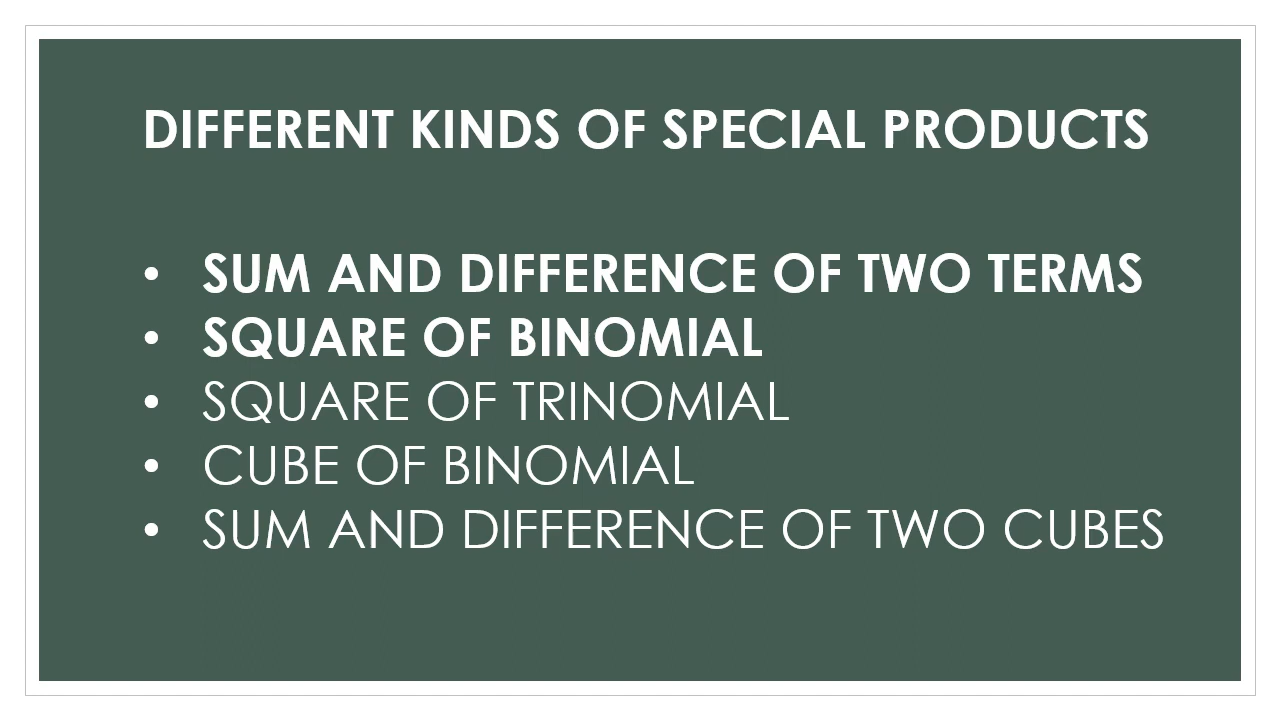 DIFFERENT KINDS OF SPECIAL PRODUCTS
• SUM AND DIFFERENCE OF TWO TERMS
• SQUARE OF BINOMIAL
• SQUARE OF TRINOMIAL
• CUBE OF BINOMIAL
• SUM AND DIFFERENCE OF TWO CUBES